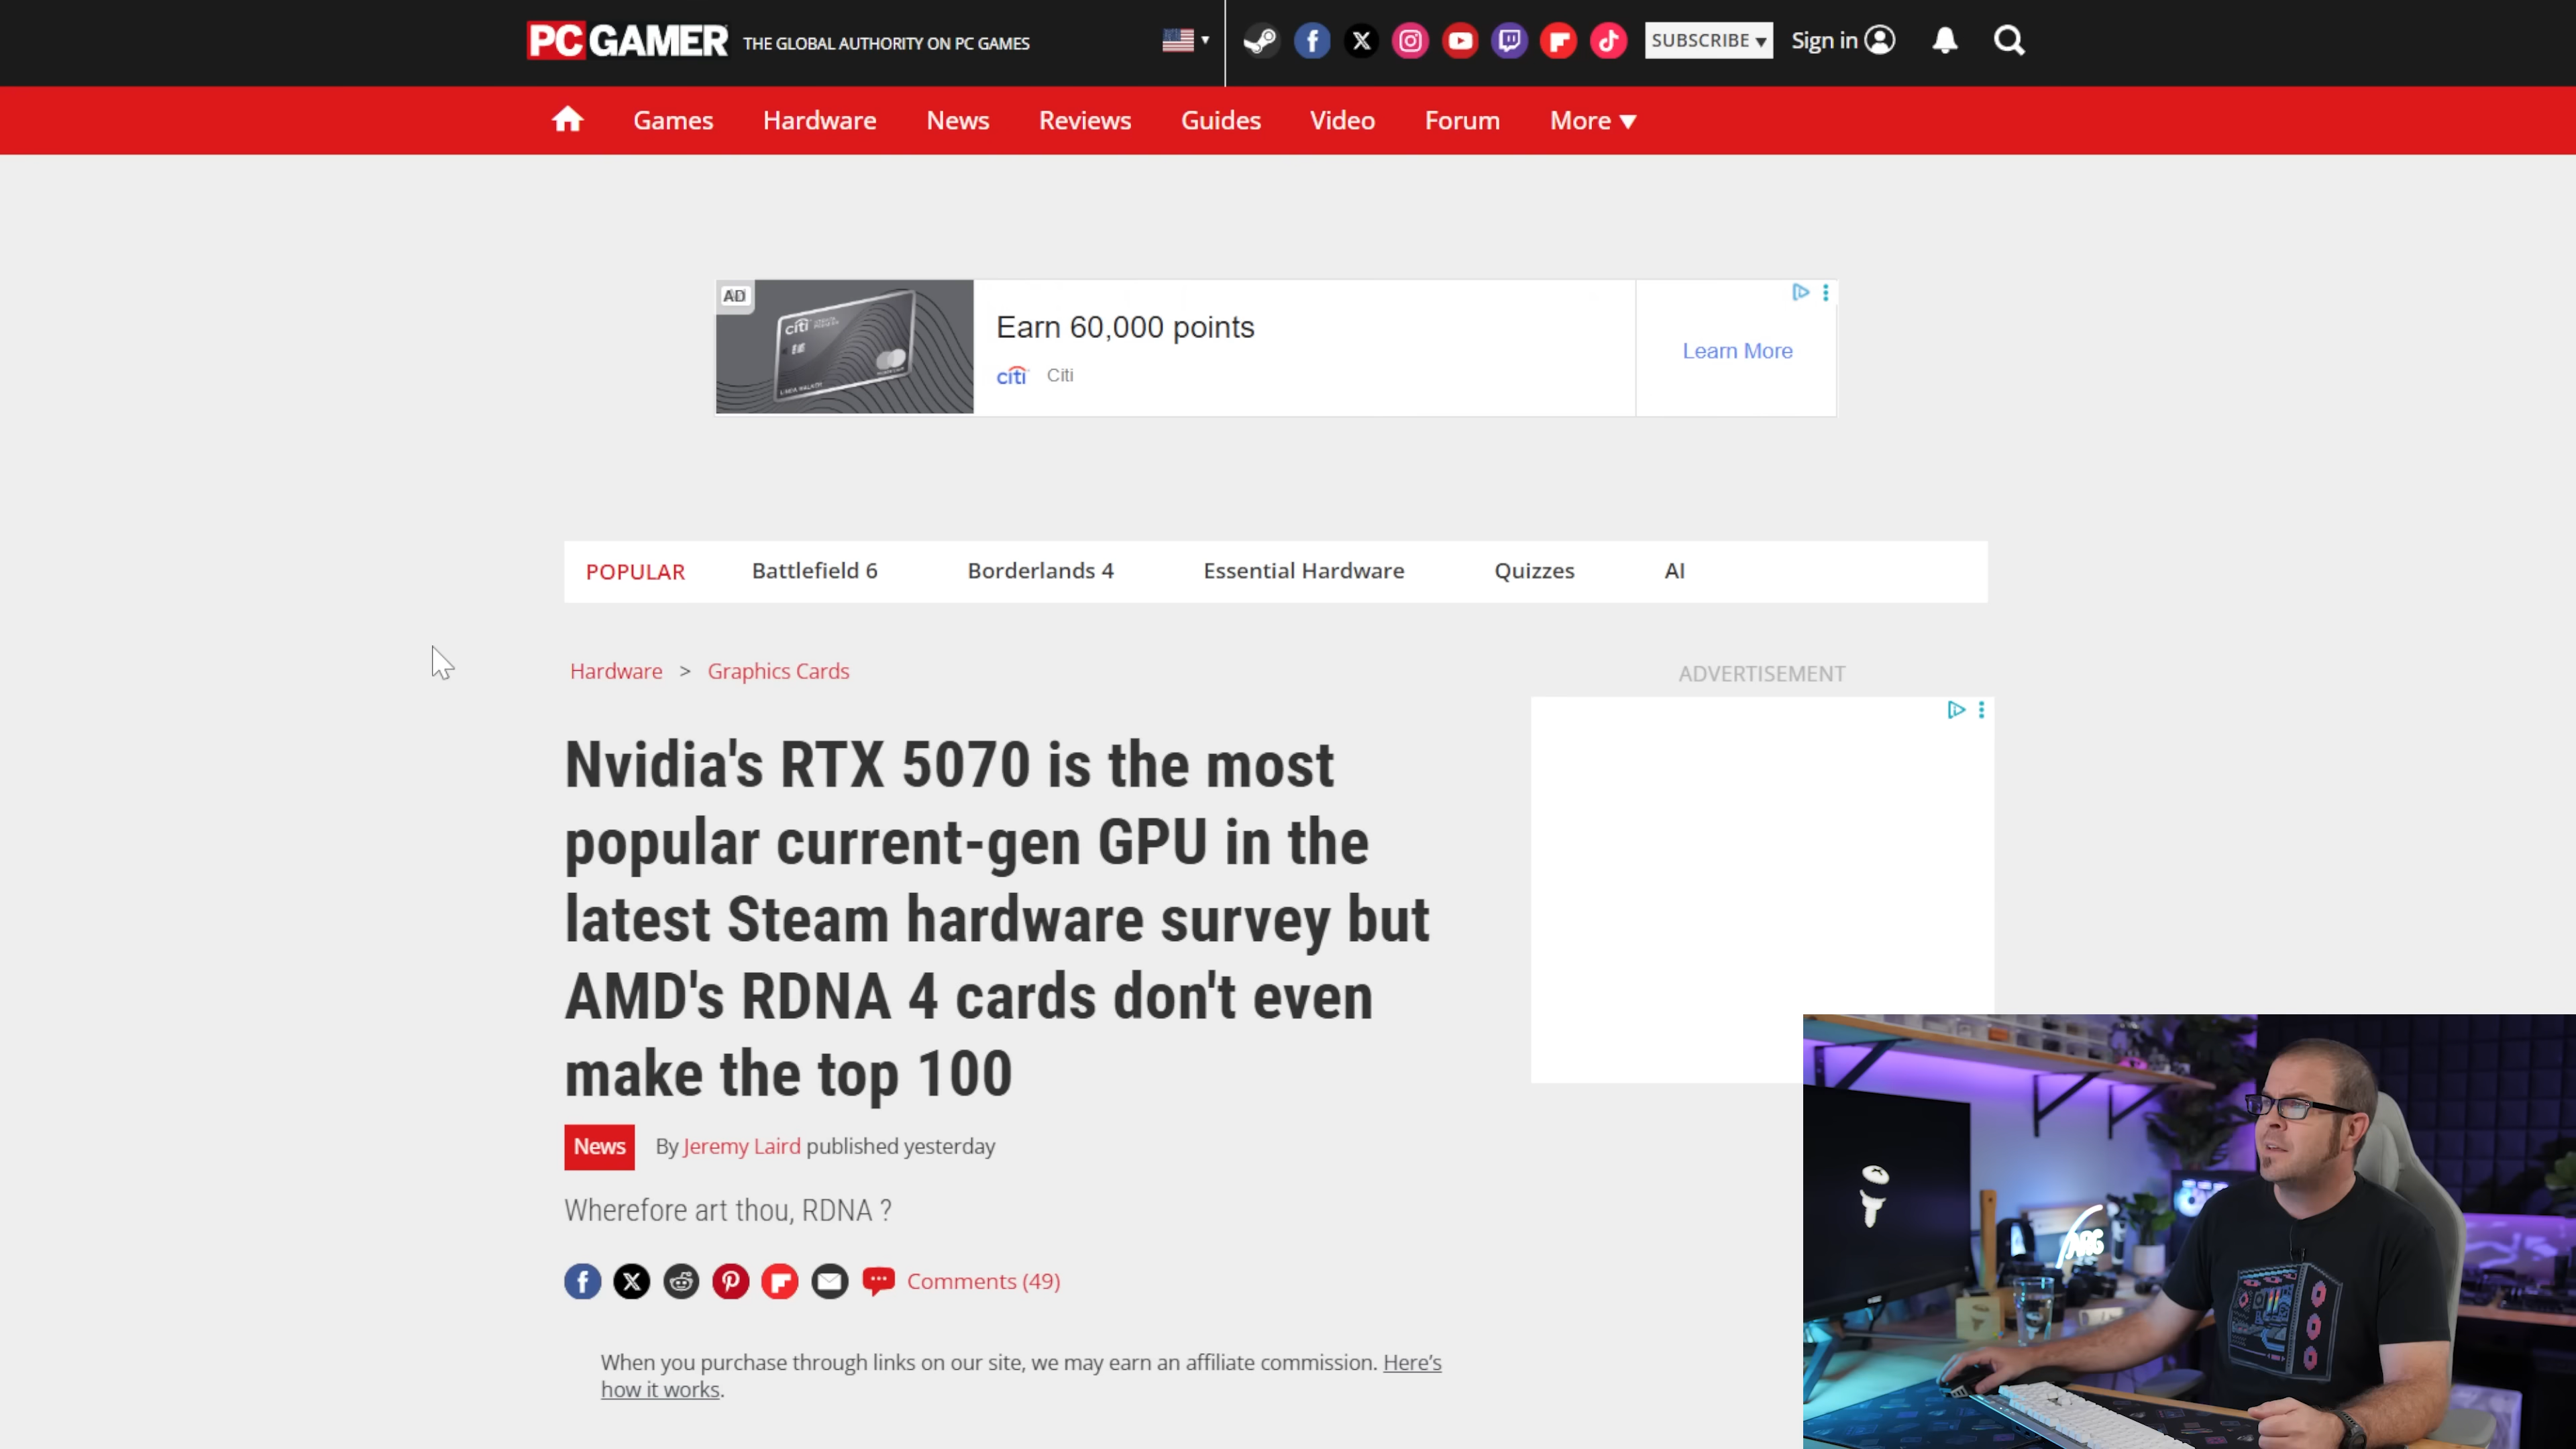 PC GAMER THE GLOBAL AUTHORITY ON PC GAMES
SUBSCRIBE ▼ Sign in
Games Hardware News Reviews Guides Video Forum More ▼
AD
citi
Earn 60,000 points
citi Citi
Learn More
POPULAR Battlefield 6 Borderlands 4 Essential Hardware Quizzes AI
Hardware > Graphics Cards
ADVERTISEMENT
Nvidia's RTX 5070 is the most
popular current-gen GPU in the
latest Steam hardware survey but
AMD's RDNA 4 cards don't even
make the top 100
News By Jeremy Laird published yesterday
Wherefore art thou, RDNA ?
Comments (49)
When you purchase through links on our site, we may earn an affiliate commission. Here's
how it works.